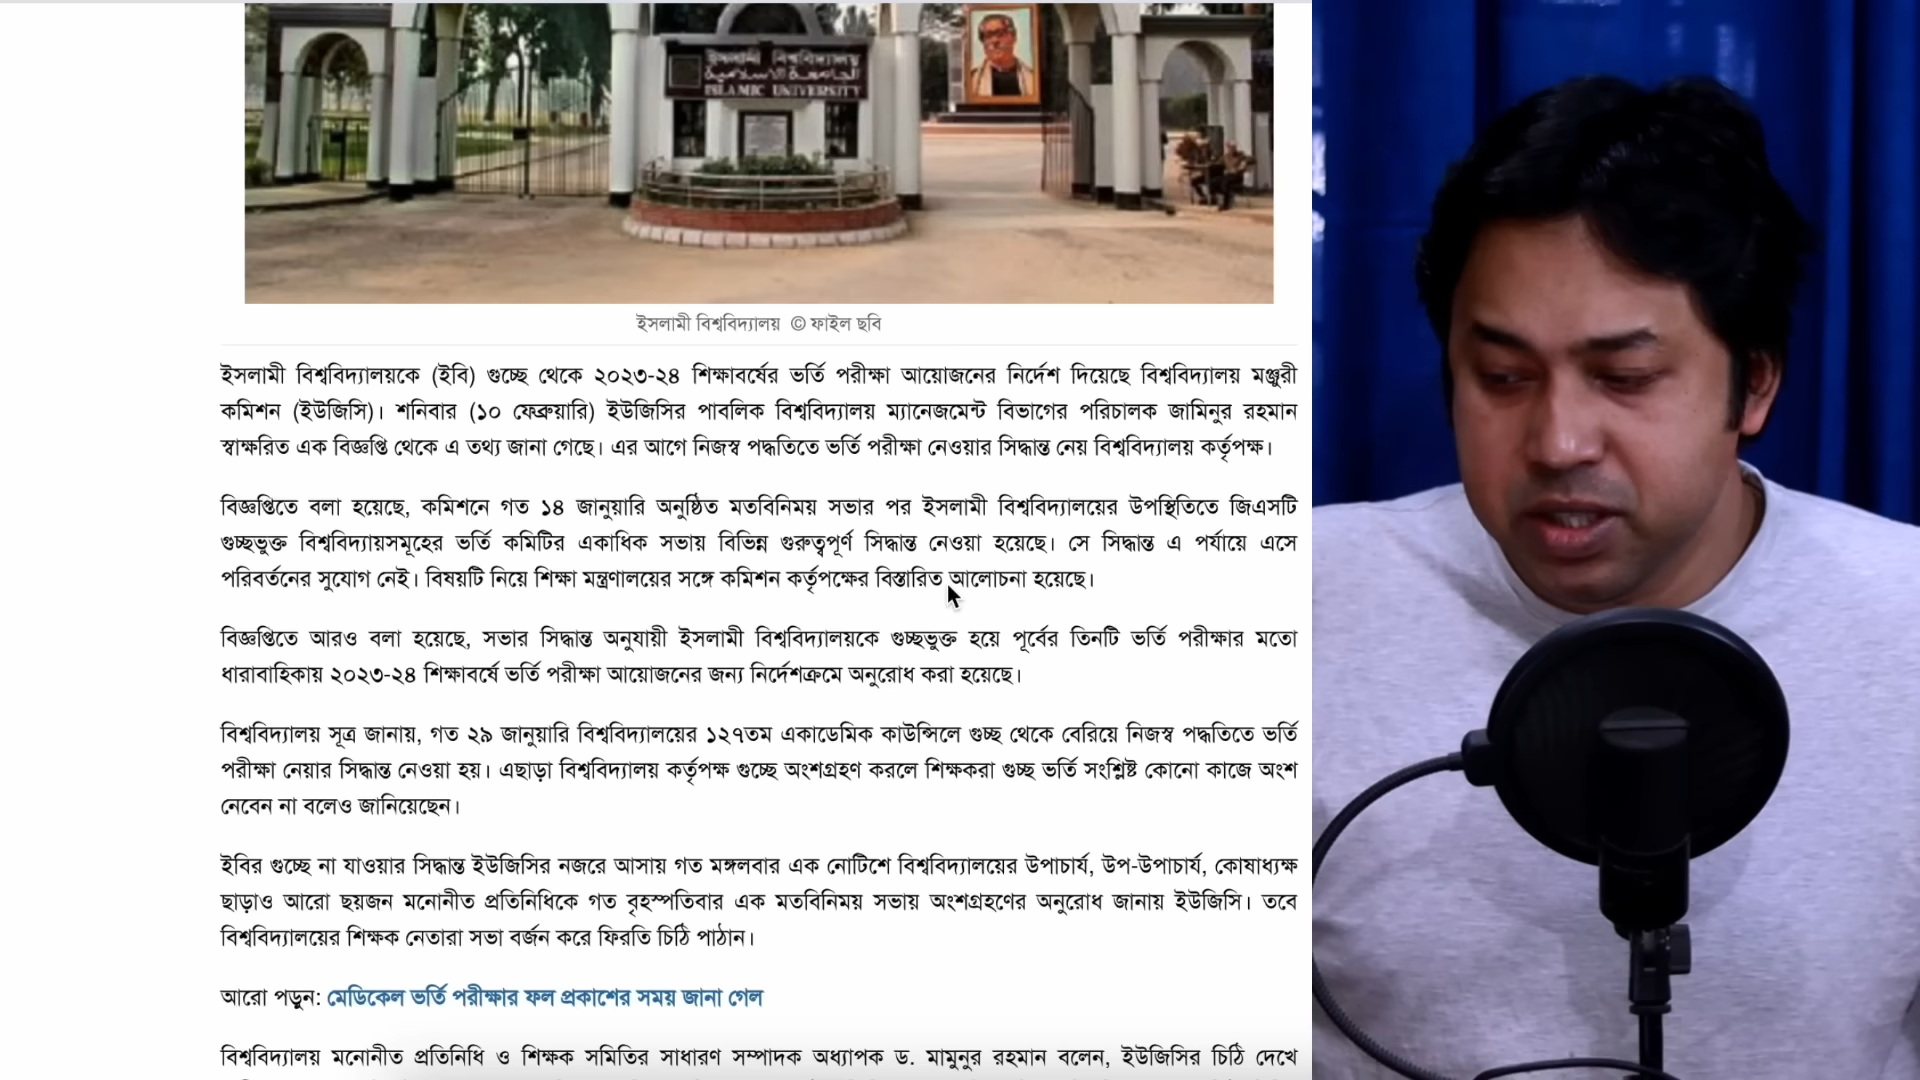 ইসলামী বিশ্ববিদ্যালয়
الجامعة الإسلامية
ISLAMIC UNIVERSITY
ইসলামী বিশ্ববিদ্যালয় © ফাইল ছবি
ইসলামী বিশ্ববিদ্যালয়কে (ইবি) গুচ্ছে থেকে ২০২৩-২৪ শিক্ষাবর্ষের ভর্তি পরীক্ষা আয়োজনের নির্দেশ দিয়েছে বিশ্ববিদ্যালয় মঞ্জুরী
কমিশন (ইউজিসি)। শনিবার (১০ ফেব্রুয়ারি) ইউজিসির পাবলিক বিশ্ববিদ্যালয় ম্যানেজমেন্ট বিভাগের পরিচালক জামিনুর রহমান
স্বাক্ষরিত এক বিজ্ঞপ্তি থেকে এ তথ্য জানা গেছে। এর আগে নিজস্ব পদ্ধতিতে ভর্তি পরীক্ষা নেওয়ার সিদ্ধান্ত নেয় বিশ্ববিদ্যালয় কর্তৃপক্ষ।
বিজ্ঞপ্তিতে বলা হয়েছে, কমিশনে গত ১৪ জানুয়ারি অনুষ্ঠিত মতবিনিময় সভার পর ইসলামী বিশ্ববিদ্যালয়ের উপস্থিতিতে জিএসটি
গুচ্ছভুক্ত বিশ্ববিদ্যায়সমূহের ভর্তি কমিটির একাধিক সভায় বিভিন্ন গুরুত্বপূর্ণ সিদ্ধান্ত নেওয়া হয়েছে। সে সিদ্ধান্ত এ পর্যায়ে এসে
পরিবর্তনের সুযোগ নেই। বিষয়টি নিয়ে শিক্ষা মন্ত্রণালয়ের সঙ্গে কমিশন কর্তৃপক্ষের বিস্তারিত আলোচনা হয়েছে।
বিজ্ঞপ্তিতে আরও বলা হয়েছে, সভার সিদ্ধান্ত অনুযায়ী ইসলামী বিশ্ববিদ্যালয়কে গুচ্ছভুক্ত হয়ে পূর্বের তিনটি ভর্তি পরীক্ষার মতো
ধারাবাহিকায় ২০২৩-২৪ শিক্ষাবর্ষে ভর্তি পরীক্ষা আয়োজনের জন্য নির্দেশক্রমে অনুরোধ করা হয়েছে।
বিশ্ববিদ্যালয় সূত্র জানায়, গত ২৯ জানুয়ারি বিশ্ববিদ্যালয়ের ১২৭তম একাডেমিক কাউন্সিলে গুচ্ছ থেকে বেরিয়ে নিজস্ব পদ্ধতিতে ভর্তি
পরীক্ষা নেয়ার সিদ্ধান্ত নেওয়া হয়। এছাড়া বিশ্ববিদ্যালয় কর্তৃপক্ষ গুচ্ছে অংশগ্রহণ করলে শিক্ষকরা গুচ্ছ ভর্তি সংশ্লিষ্ট কোনো কাজে অংশ
নেবেন না বলেও জানিয়েছেন।
ইবির গুচ্ছে না যাওয়ার সিদ্ধান্ত ইউজিসির নজরে আসায় গত মঙ্গলবার এক নোটিশে বিশ্ববিদ্যালয়ের উপাচার্য, উপ-উপাচার্য, কোষাধ্যক্ষ
ছাড়াও আরো ছয়জন মনোনীত প্রতিনিধিকে গত বৃহস্পতিবার এক মতবিনিময় সভায় অংশগ্রহণের অনুরোধ জানায় ইউজিসি। তবে
বিশ্ববিদ্যালয়ের শিক্ষক নেতারা সভা বর্জন করে ফিরতি চিঠি পাঠান।
আরো পড়ুন: মেডিকেল ভর্তি পরীক্ষার ফল প্রকাশের সময় জানা গেল
বিশ্ববিদ্যালয় মনোনীত প্রতিনিধি ও শিক্ষক সমিতির সাধারণ সম্পাদক অধ্যাপক ড. মামুনুর রহমান বলেন, ইউজিসির চিঠি দেখে